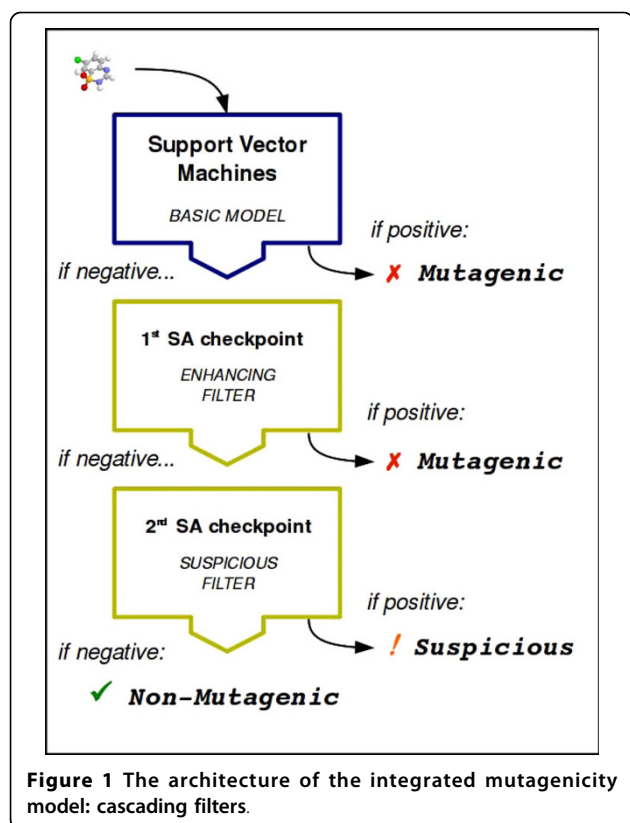 Support Vector
Machines
BASIC MODEL
if positive:
✗ Mutagenic
if negative...
1st SA checkpoint
ENHANCING
FILTER
if positive:
✗ Mutagenic
if negative...
2nd SA checkpoint
SUSPICIOUS
FILTER
if positive:
! Suspicious
if negative:
✓ Non-Mutagenic
Figure 1 The architecture of the integrated mutagenicity
model: cascading filters.